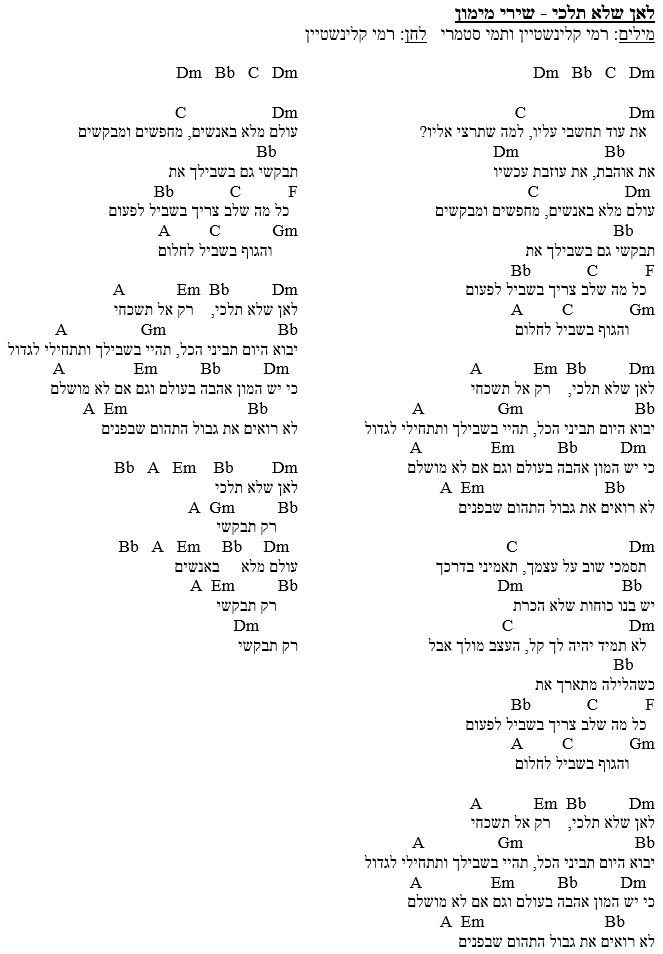 לאן שלא תלכי - שירי מימון
מילים: רמי קלינשטיין ותמי סטמרי   לחן: רמי קלינשטיין
Dm Bb C Dm
C Dm
את עוד תחשבי עליו, למה שתרצי אליו?
Dm Bb
את אוהבת, את עוזבת עכשיו
C Dm
עולם מלא באנשים, מחפשים ומבקשים
Bb
תבקשי גם בשבילך את
Bb C F
כל מה שלב צריך בשביל לפעום
A C Gm
והגוף בשביל לחלום
A Em Bb Dm
לאן שלא תלכי,   רק אל תשכחי
A Gm Bb
יבוא היום תביני הכל, תהיי בשבילך ותתחילי לגדול
A Em Bb Dm
כי יש המון אהבה בעולם וגם אם לא מושלם
A Em Bb
לא רואים את גבול התהום שבפנים
C Dm
תסמכי שוב על עצמך, תאמיני בדרכך
Dm Bb
יש בנו כוחות שלא הכרת
C Dm
לא תמיד יהיה לך קל, העצב מולך אבל
Bb
כשהלילה מתארך את
Bb C F
כל מה שלב צריך בשביל לפעום
A C Gm
והגוף בשביל לחלום
A Em Bb Dm
לאן שלא תלכי,   רק אל תשכחי
A Gm Bb
יבוא היום תביני הכל, תהיי בשבילך ותתחילי לגדול
A Em Bb Dm
כי יש המון אהבה בעולם וגם אם לא מושלם
A Em Bb
לא רואים את גבול התהום שבפנים
Dm Bb C Dm
C Dm
עולם מלא באנשים, מחפשים ומבקשים
Bb
תבקשי גם בשבילך את
Bb C F
כל מה שלב צריך בשביל לפעום
A C Gm
והגוף בשביל לחלום
A Em Bb Dm
לאן שלא תלכי,   רק אל תשכחי
A Gm Bb
יבוא היום תביני הכל, תהיי בשבילך ותתחילי לגדול
A Em Bb Dm
כי יש המון אהבה בעולם וגם אם לא מושלם
A Em Bb
לא רואים את גבול התהום שבפנים
Bb A Em Bb Dm
לאן שלא תלכי
A Gm Bb
רק תבקשי
Bb A Em Bb Dm
עולם מלא   באנשים
A Em Bb
רק תבקשי
Dm
רק תבקשי